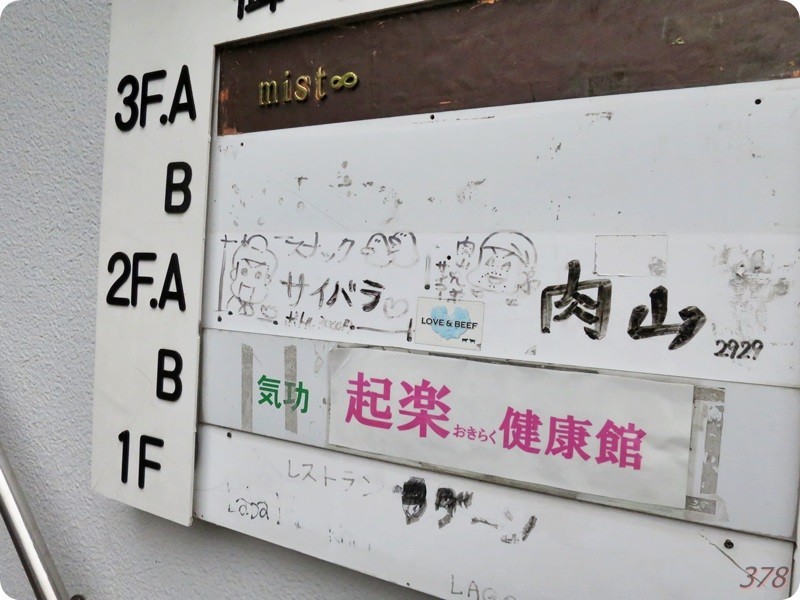 3F.A
mist∞
B
2F.A
スナック
サイバラ
LOVE & BEEF
肉山
2929
B
気功
起楽 おきらく 健康館
1F
レストラン
378